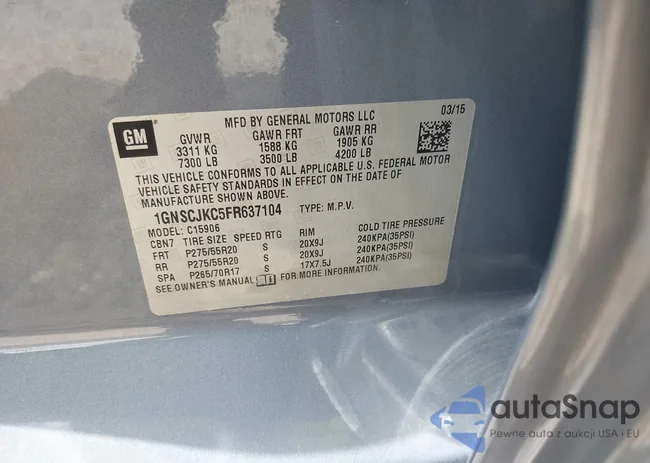 GM
MFD BY GENERAL MOTORS LLC 03/15
GVWR GAWR FRT GAWR RR
3311 KG 1588 KG 1905 KG
7300 LB 3500 LB 4200 LB
THIS VEHICLE CONFORMS TO ALL APPLICABLE U.S. FEDERAL MOTOR
VEHICLE SAFETY STANDARDS IN EFFECT ON THE DATE OF
MANUFACTURE SHOWN ABOVE.
1GNSCJKC5FR637104 TYPE: M.P.V.
MODEL: C15906
CBN7 TIRE SIZE SPEED RTG RIM COLD TIRE PRESSURE
FRT P275/55R20 S 20X9J 240KPA(35PSI)
RR P275/55R20 S 20X9J 240KPA(35PSI)
SPA P265/70R17 S 17X7.5J 240KPA(35PSI)
SEE OWNER'S MANUAL FOR MORE INFORMATION.
autaSnap
Pewne auta z aukcji USA i EU